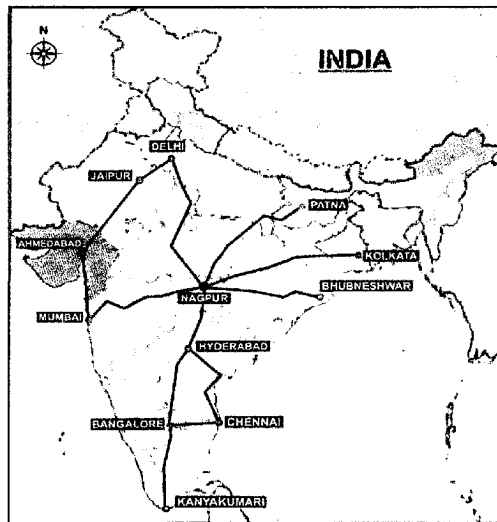 N
INDIA
DELHI
JAIPUR
PATNA
AHMEDABAD
KOLKATA
NAGPUR
BHUBNESHWAR
MUMBAI
HYDERABAD
BANGALORE
CHENNAI
KANYAKUMARI